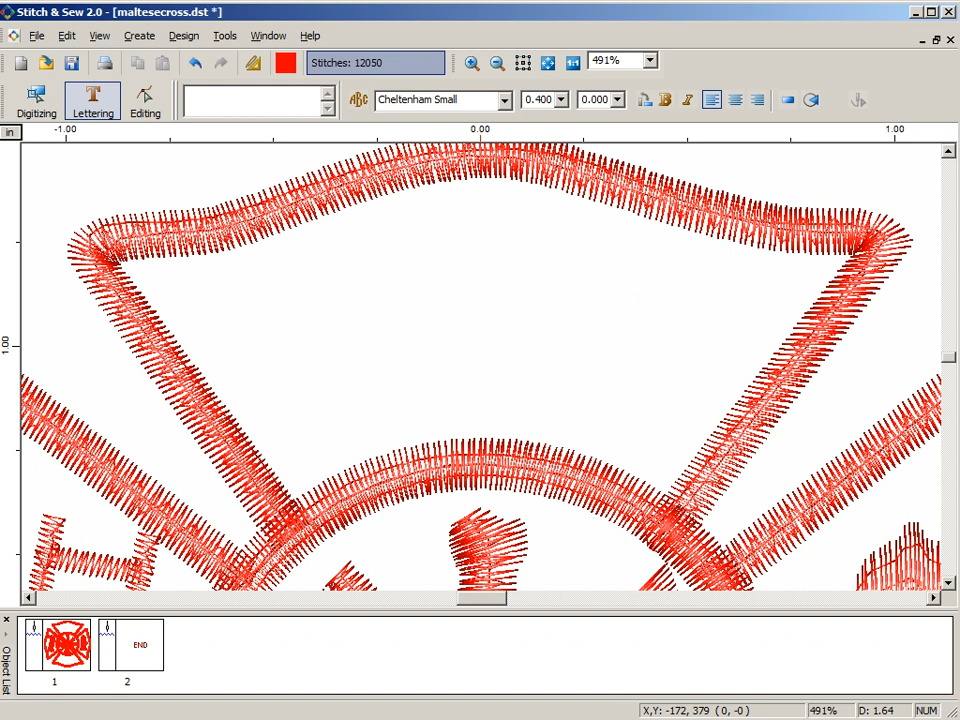 Stitch & Sew 2.0 - [maltesecross.dst *]
File Edit View Create Design Tools Window Help
Stitches: 12050
491%
Digitizing Lettering Editing
ABC Cheltenham Small 0.400 0.000
in -1.00 0.00 1.00
1.00
Object List
END
1 2
X,Y: -172, 379 ( 0, -0 ) 491% D: 1.64 NUM